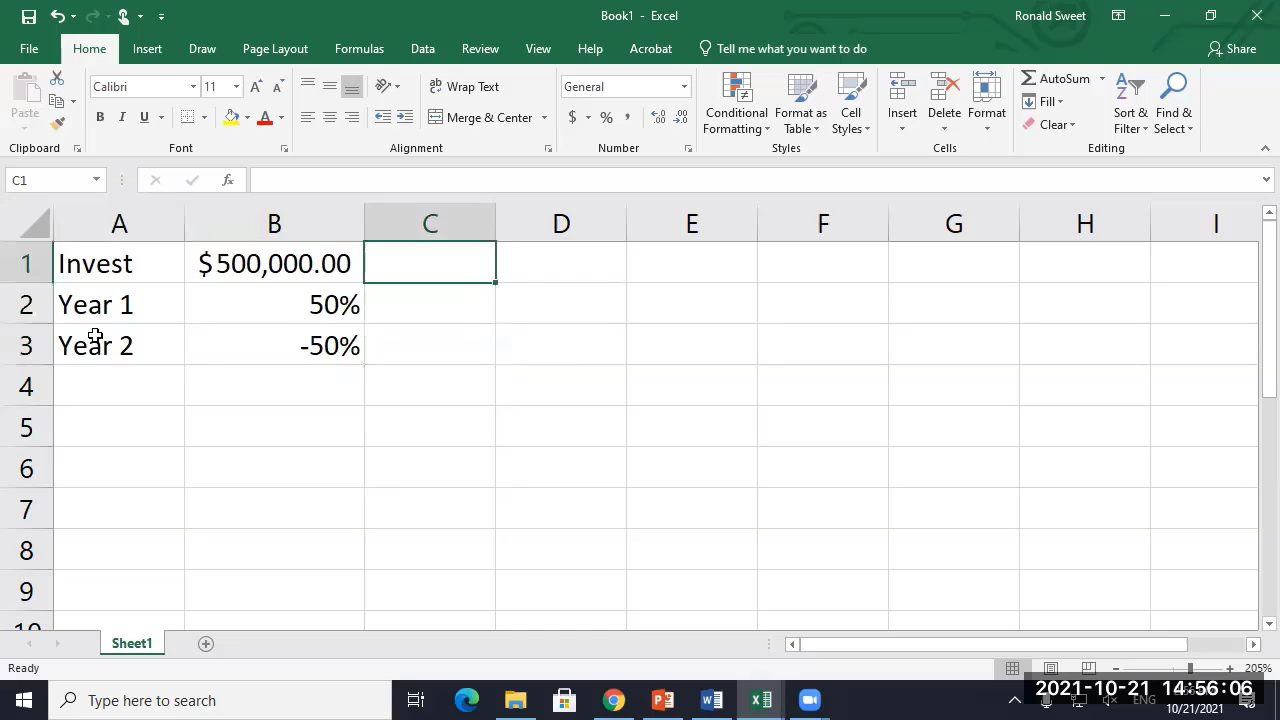 Book1 - Excel
Ronald Sweet
File Home Insert Draw Page Layout Formulas Data Review View Help Acrobat Tell me what you want to do Share
Paste
Calibri 11
B I U
Wrap Text
Merge & Center
General
$ % ,
Conditional Formatting
Format as Table
Cell Styles
Insert Delete Format
AutoSum
Fill
Clear
Sort & Filter
Find & Select
Clipboard Font Alignment Number Styles Cells Editing
C1 fx
A B C D E F G H I
1 Invest $500,000.00
2 Year 1 50%
3 Year 2 -50%
4
5
6
7
8
9
10
Sheet1
Ready 205%
Type here to search
2021-10-21 14:56:06
ENG
10/21/2021